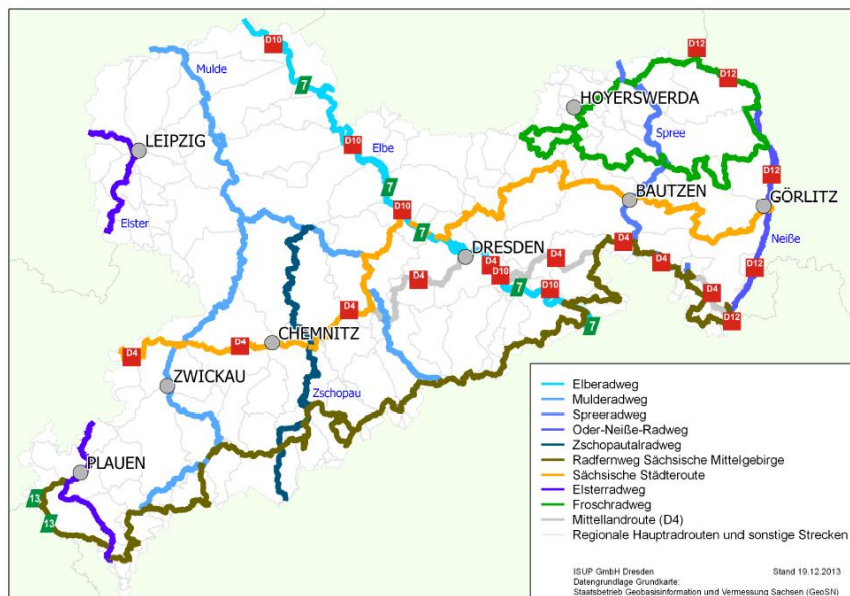 D10
D12
Mulde
7
D12
HOYERSWERDA
Spree
LEIPZIG
D10
Elbe
D12
7
BAUTZEN
GÖRLITZ
D10
Elster
7
DRESDEN
D4
Neiße
D4
D4
D4
D12
D4
D10
7
D10
D4
D4
D12
7
D4
D4
CHEMNITZ
ZWICKAU
Zschopau
PLAUEN
13
13
Elberadweg
Mulderadweg
Spreeradweg
Oder-Neiße-Radweg
Zschopautalradweg
Radfernweg Sächsische Mittelgebirge
Sächsische Städteroute
Elsterradweg
Froschradweg
Mittellandroute (D4)
Regionale Hauptradrouten und sonstige Strecken
ISUP GmbH Dresden Stand 19.12.2013
Datengrundlage Grundkarte:
Staatsbetrieb Geobasisinformation und Vermessung Sachsen (GeoSN)